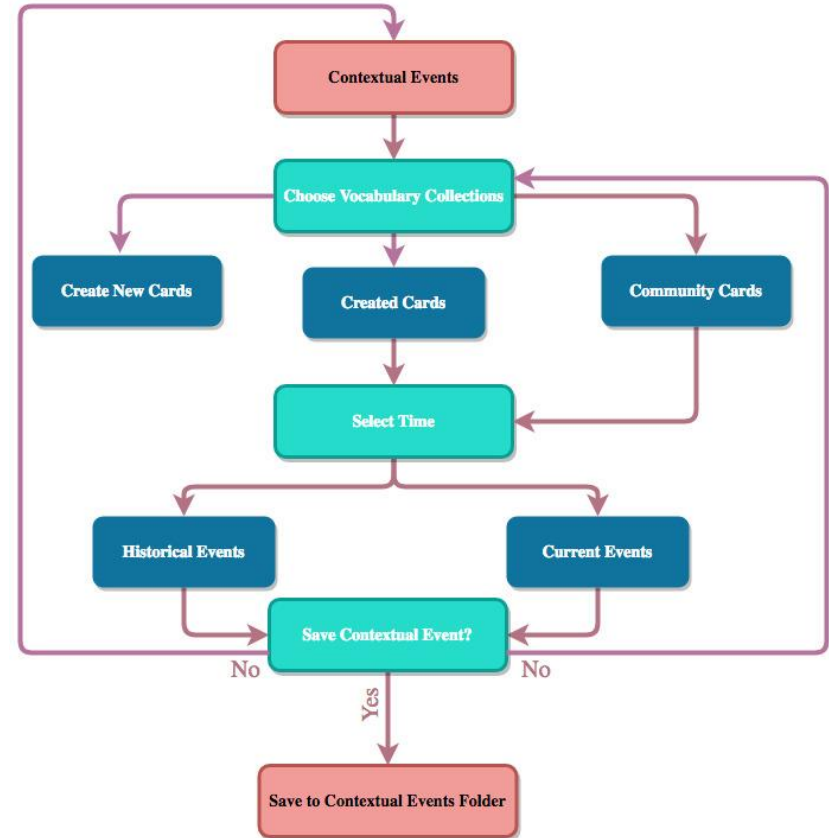 Contextual Events
Choose Vocabulary Collections
Create New Cards
Created Cards
Community Cards
Select Time
Historical Events
Current Events
Save Contextual Event?
No
No
Yes
Save to Contextual Events Folder